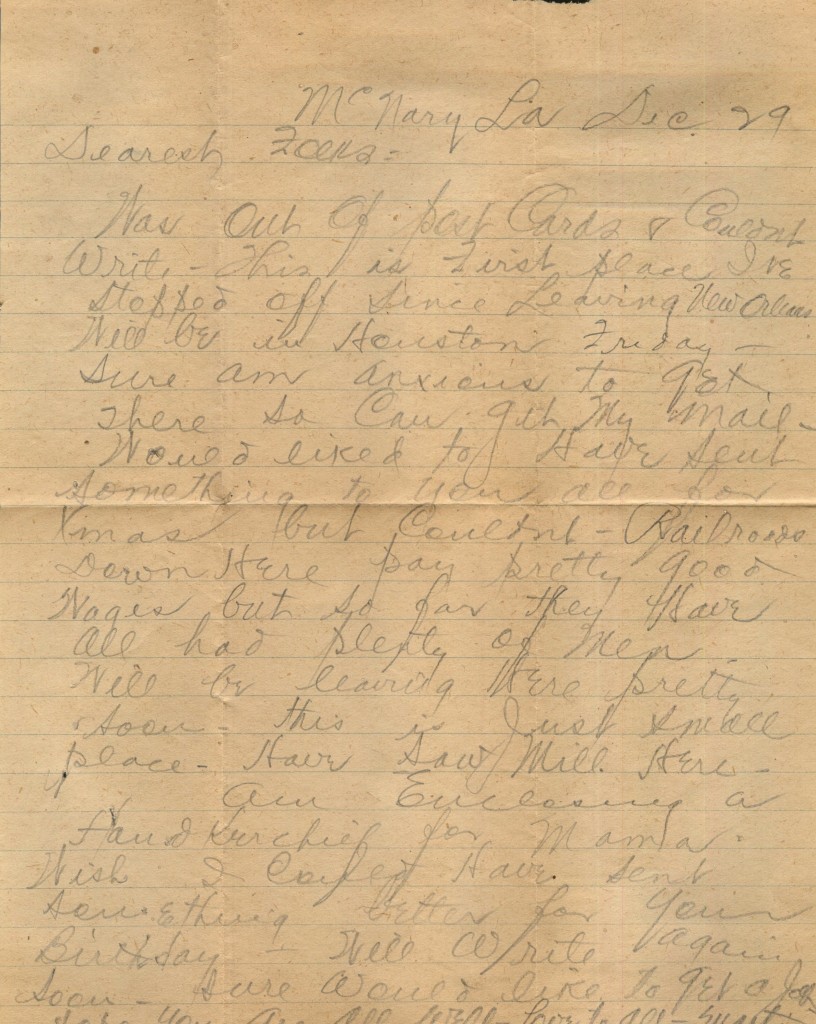 McNary La Dec. 29
Dearest Folks =
Was Out Of post Cards & Couldnt
Write - This is First place I've
stopped off Since Leaving New Orleans
Will be in Houston Friday -
Sure am anxious to get
There so Can gth My Mail -
Would liked to Have Sent
something to you all for
Xmas but Couldnt - Railroads
Down Here pay pretty good
Wages but so far they Have
all had plenty of Men
Will be leaving Here pretty
soon - this is Just small
place - Have Saw Mill Here -
Am Enclosing a
Handkerchief for Mama.
Wish I Could Have sent
something better for your
Birthday - Will Write again
Soon - Sure Would like to get a Job
Hope You Are All Well - Love to all -